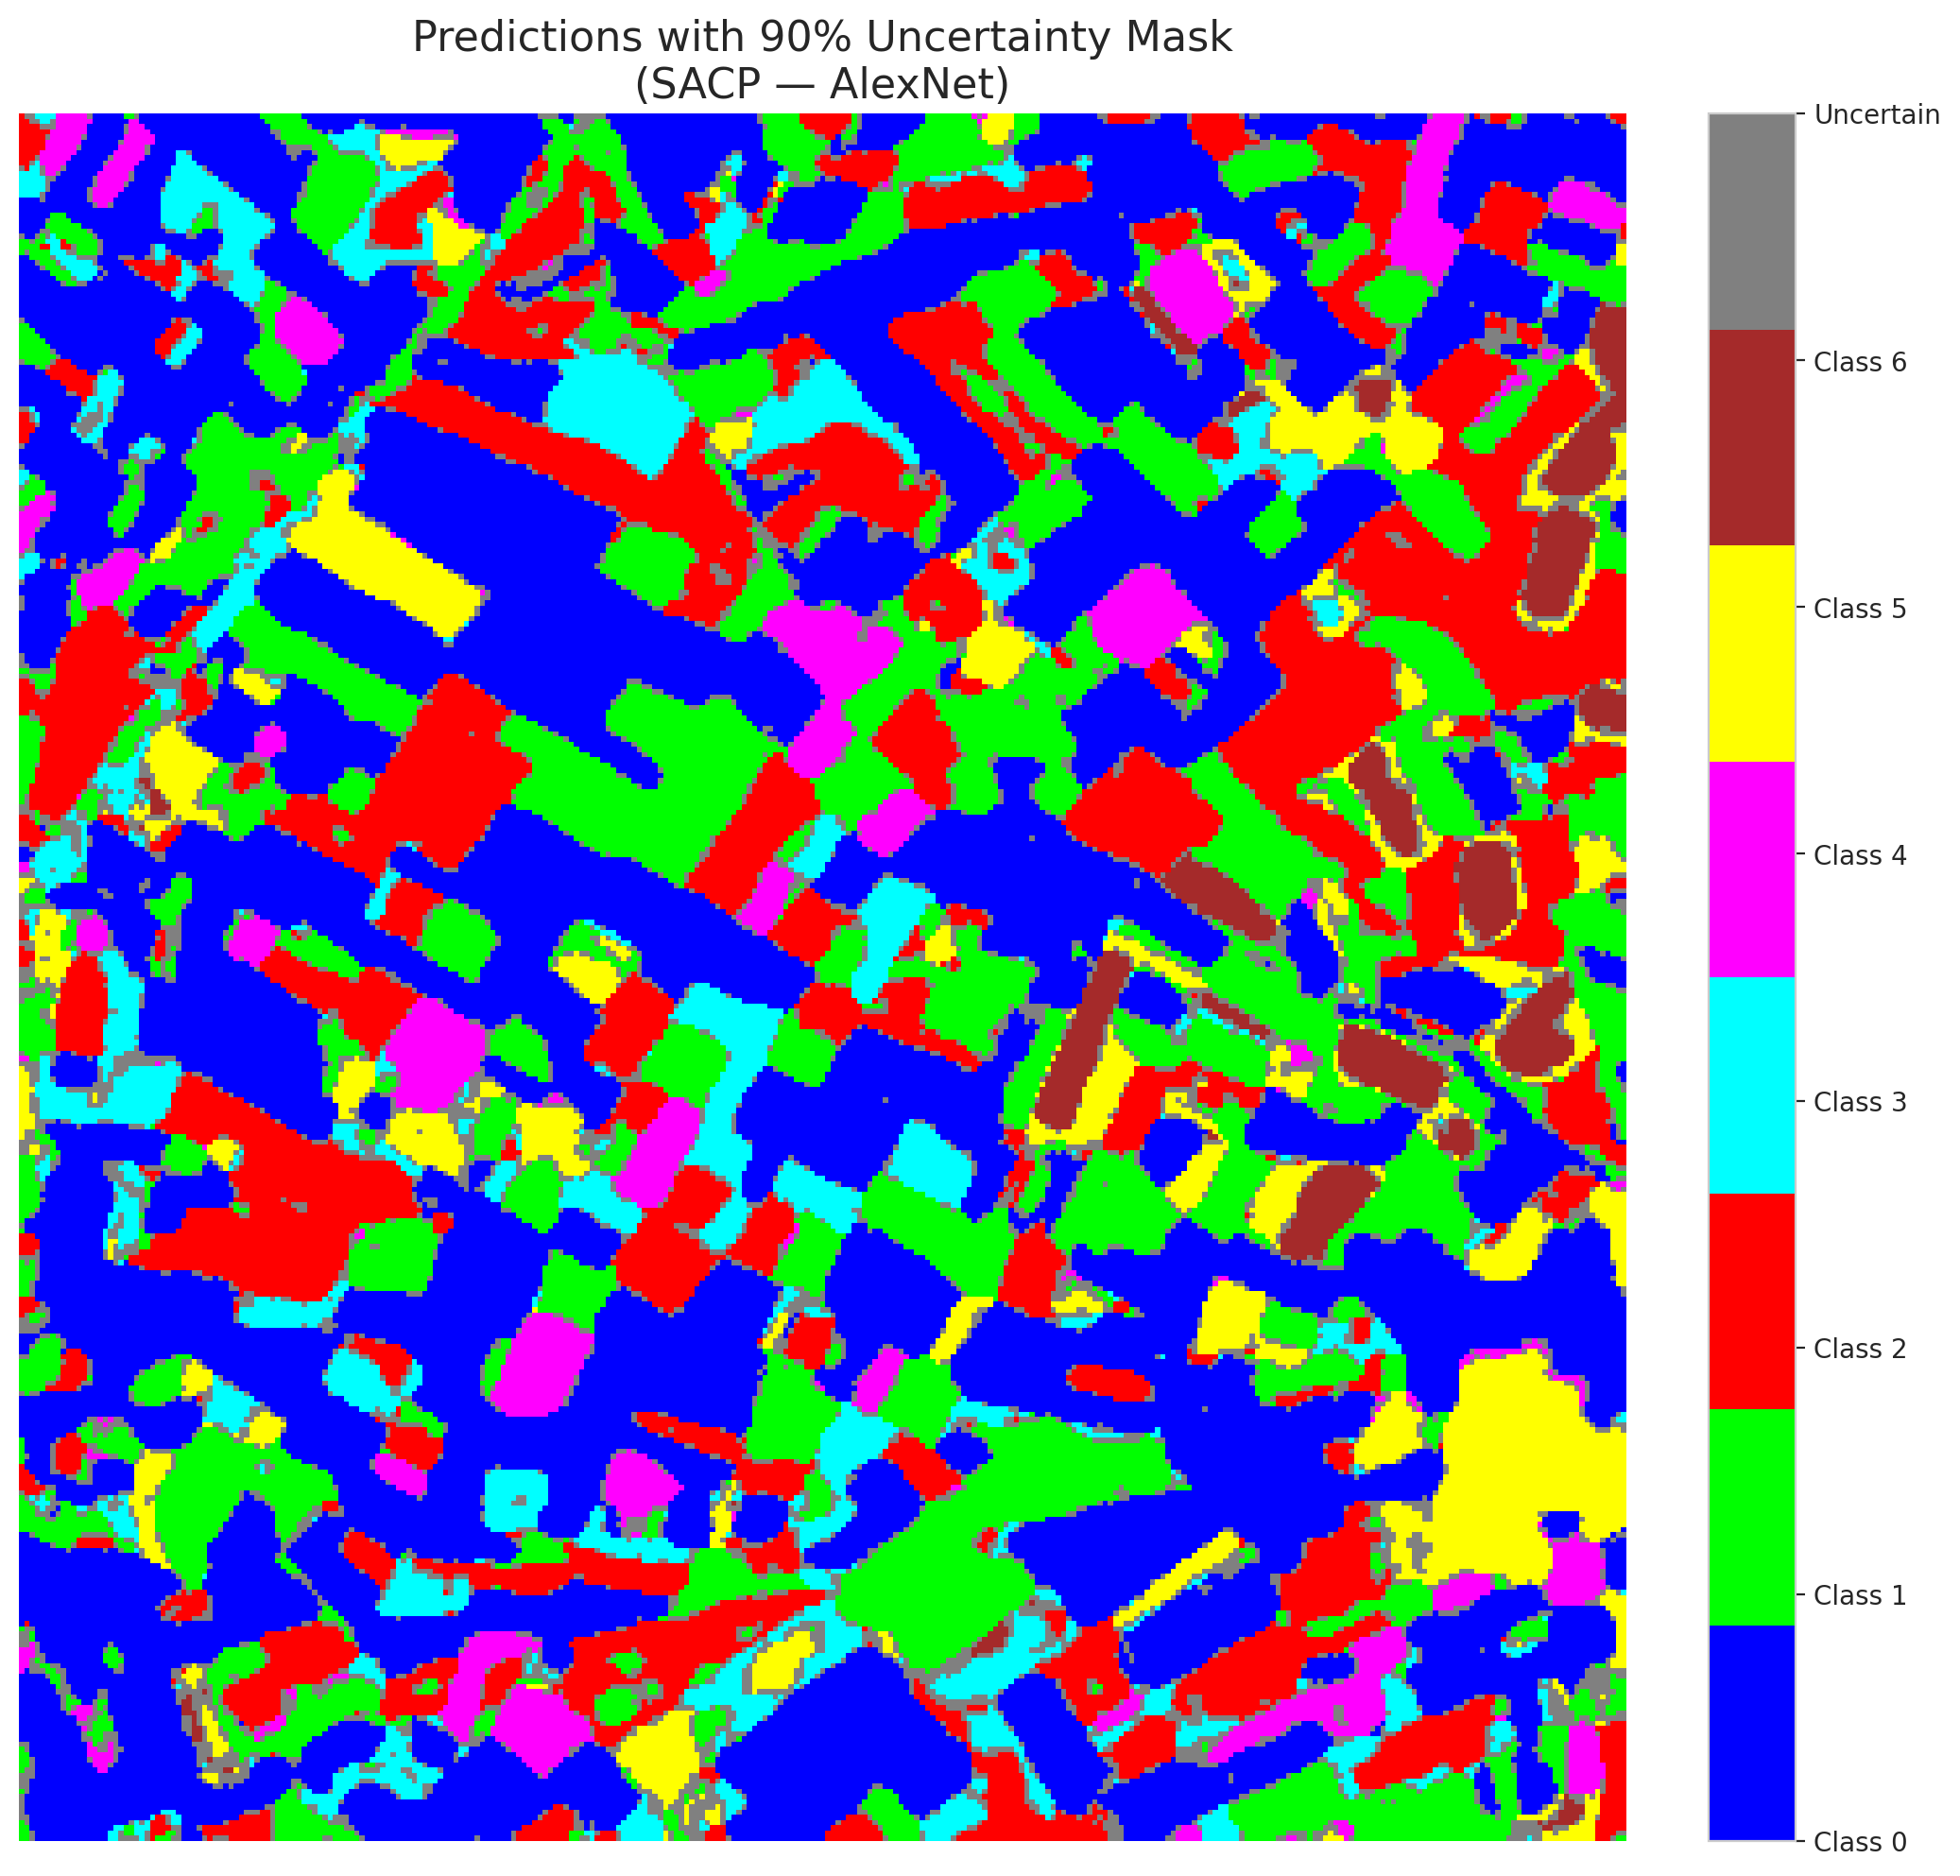 Predictions with 90% Uncertainty Mask
(SACP — AlexNet)
Uncertain
Class 6
Class 5
Class 4
Class 3
Class 2
Class 1
Class 0